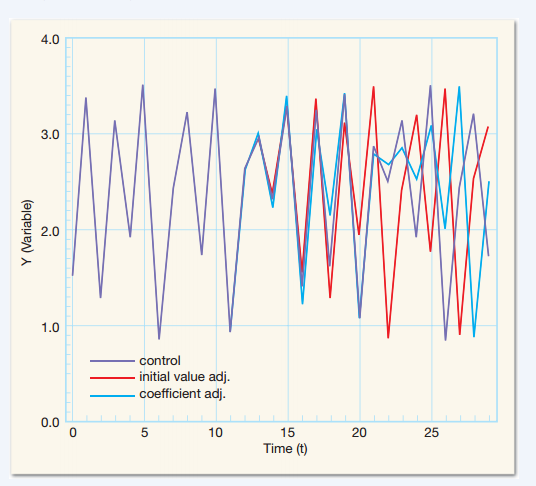 4.0
3.0
2.0
1.0
0.0
Y (Variable)
control
initial value adj.
coefficient adj.
0 5 10 15 20 25
Time (t)